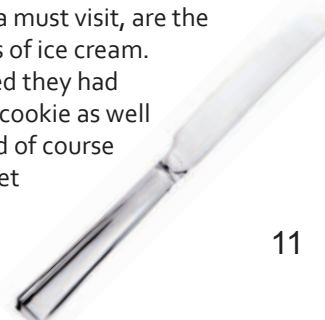 a must visit, are the
s of ice cream.
ed they had
cookie as well
d of course
et
11